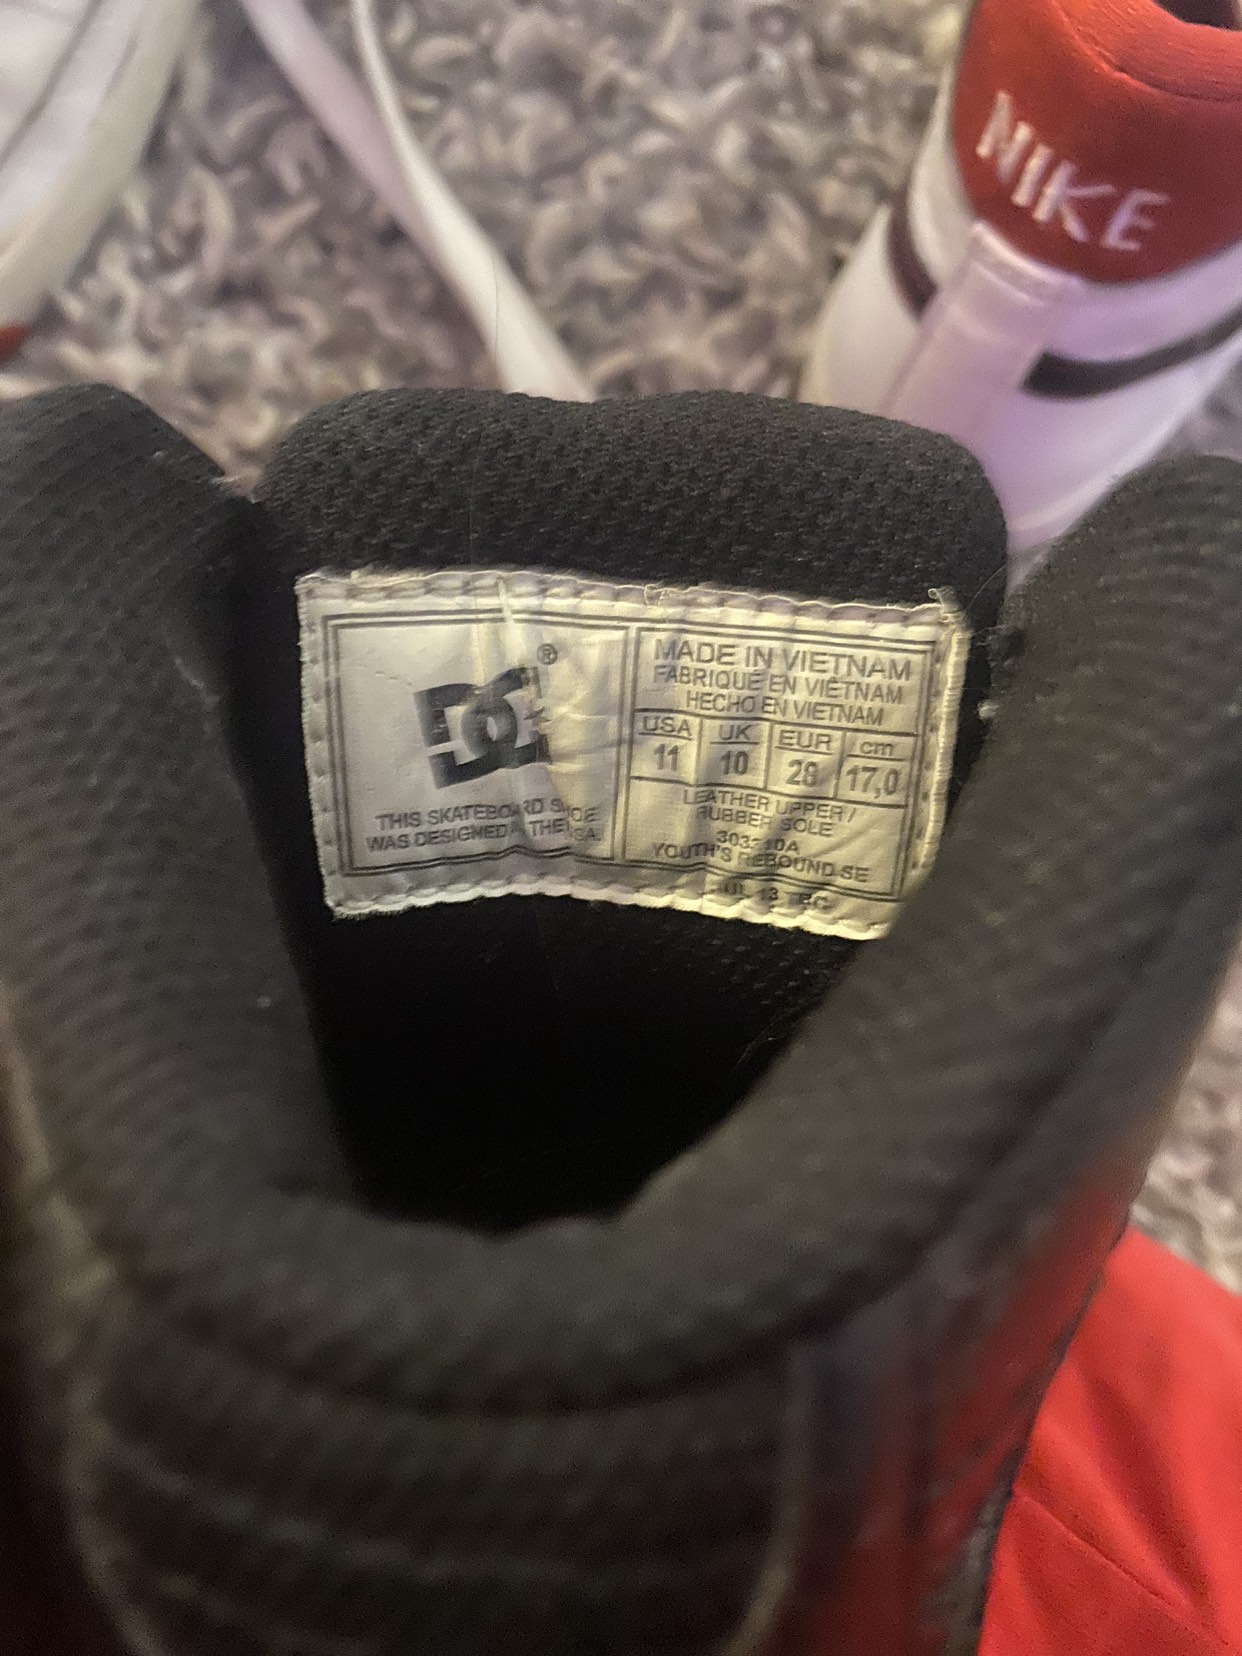 NIKE
DC®
THIS SKATEBOARD SHOE
WAS DESIGNED THE USA.
MADE IN VIETNAM
FABRIQUÉ EN VIÊTNAM
HECHO EN VIETNAM
USA UK EUR cm
11 10 28 17,0
LEATHER UPPER /
RUBBER SOLE
YOUTH'S REBOUND SE